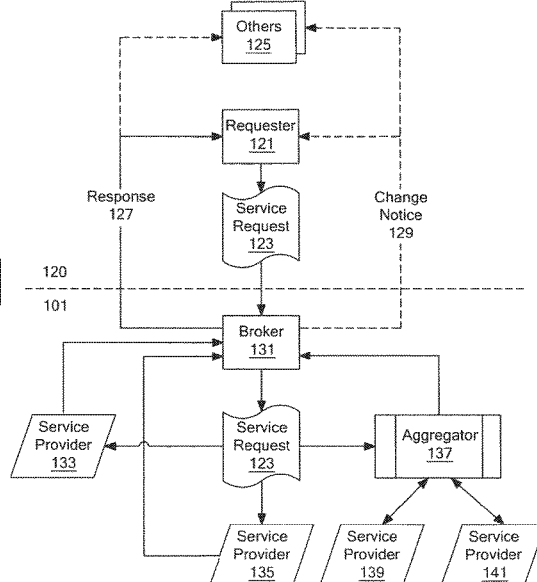 Others
125
Requester
121
Response
127
Service
Request
123
Change
Notice
129
120
101
Broker
131
Service
Provider
133
Service
Request
123
Aggregator
137
Service
Provider
135
Service
Provider
139
Service
Provider
141